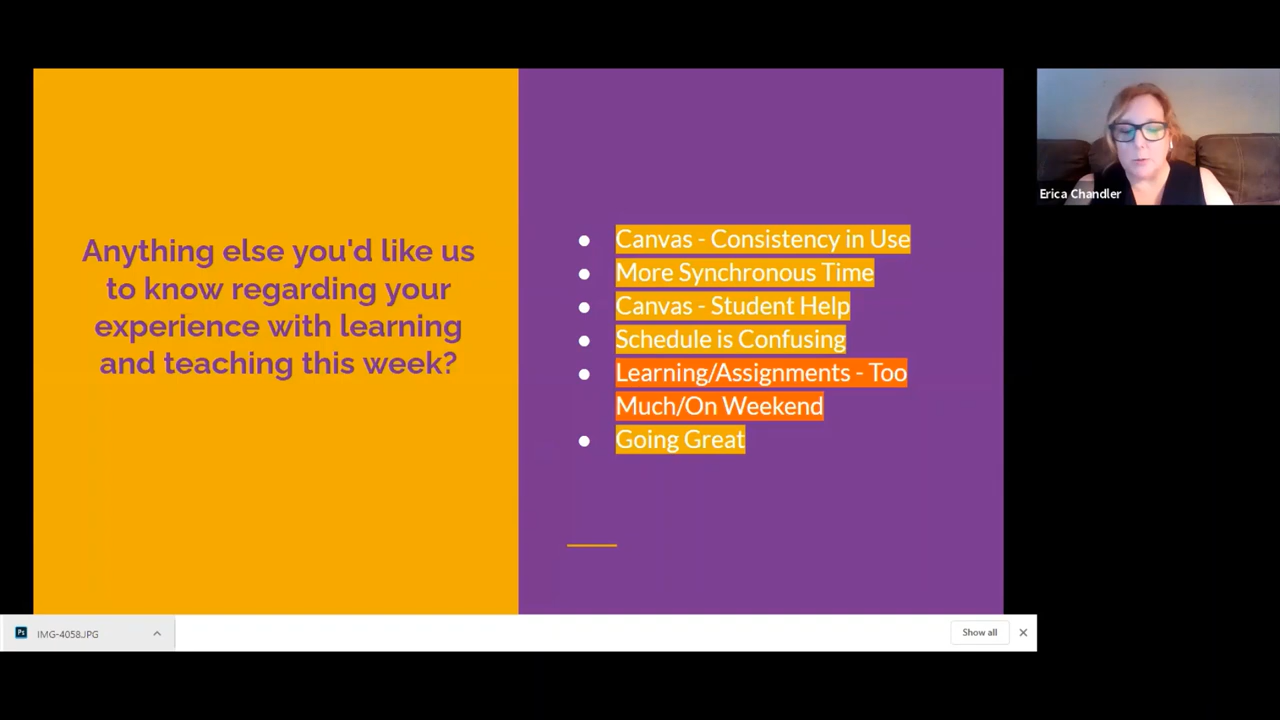 Anything else you'd like us
to know regarding your
experience with learning
and teaching this week?
● Canvas - Consistency in Use
● More Synchronous Time
● Canvas - Student Help
● Schedule is Confusing
● Learning/Assignments - Too
Much/On Weekend
● Going Great
Erica Chandler
Ps IMG-4058.JPG
Show all